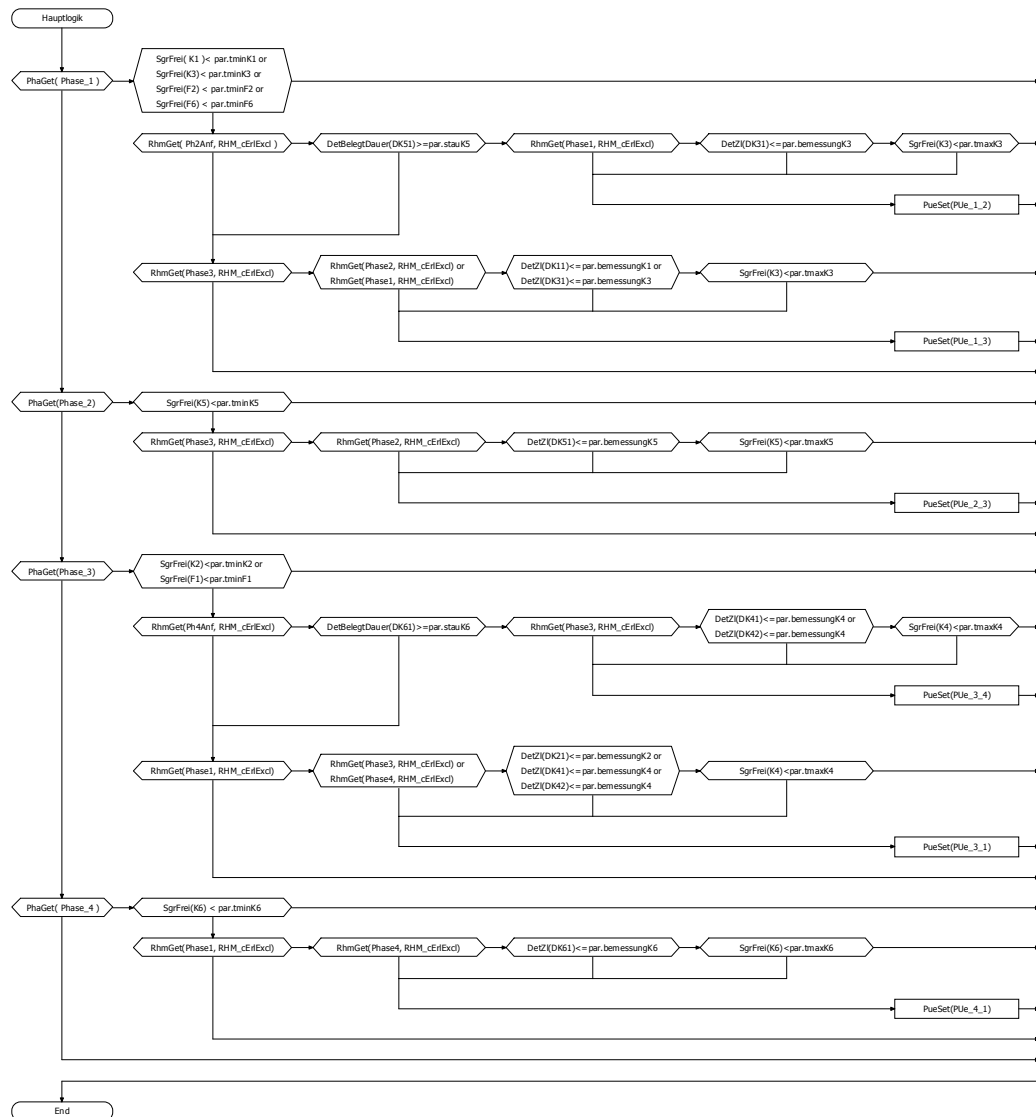 Hauptlogik
PhaGet( Phase_1 )
SgrFrei( K1 )< par.tminK1 or
SgrFrei(K3)< par.tminK3 or
SgrFrei(F2) < par.tminF2 or
SgrFrei(F6) < par.tminF6
RhmGet( Ph2Anf, RHM_cErlExcl )
DetBelegtDauer(DK51)>=par.stauK5
RhmGet(Phase1, RHM_cErlExcl)
DetZl(DK31)<=par.bemessungK3
SgrFrei(K3)<par.tmaxK3
PueSet(PUe_1_2)
RhmGet(Phase3, RHM_cErlExcl)
RhmGet(Phase2, RHM_cErlExcl) or
RhmGet(Phase1, RHM_cErlExcl)
DetZl(DK11)<=par.bemessungK1 or
DetZl(DK31)<=par.bemessungK3
SgrFrei(K3)<par.tmaxK3
PueSet(PUe_1_3)
PhaGet(Phase_2)
SgrFrei(K5)<par.tminK5
RhmGet(Phase3, RHM_cErlExcl)
RhmGet(Phase2, RHM_cErlExcl)
DetZl(DK51)<=par.bemessungK5
SgrFrei(K5)<par.tmaxK5
PueSet(PUe_2_3)
PhaGet(Phase_3)
SgrFrei(K2)<par.tminK2 or
SgrFrei(F1)<par.tminF1
RhmGet(Ph4Anf, RHM_cErlExcl)
DetBelegtDauer(DK61)>=par.stauK6
RhmGet(Phase3, RHM_cErlExcl)
DetZl(DK41)<=par.bemessungK4 or
DetZl(DK42)<=par.bemessungK4
SgrFrei(K4)<par.tmaxK4
PueSet(PUe_3_4)
RhmGet(Phase1, RHM_cErlExcl)
RhmGet(Phase3, RHM_cErlExcl) or
RhmGet(Phase4, RHM_cErlExcl)
DetZl(DK21)<=par.bemessungK2 or
DetZl(DK41)<=par.bemessungK4 or
DetZl(DK42)<=par.bemessungK4
SgrFrei(K4)<par.tmaxK4
PueSet(PUe_3_1)
PhaGet( Phase_4 )
SgrFrei(K6) < par.tminK6
RhmGet(Phase1, RHM_cErlExcl)
RhmGet(Phase4, RHM_cErlExcl)
DetZl(DK61)<=par.bemessungK6
SgrFrei(K6)<par.tmaxK6
PueSet(PUe_4_1)
End